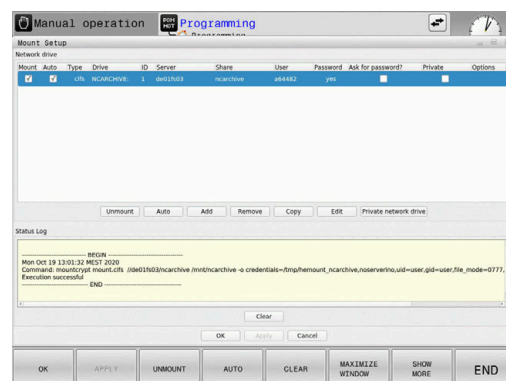 Manual operation
PGM MGT Programming
Programming
Mount Setup
Network drive
Mount Auto Type Drive ID Server Share User Password Ask for password? Private Options
cifs NCARCHIVE: 1 de01fs03 ncarchive a64482 yes
Unmount Auto Add Remove Copy Edit Private network drive
Status Log
------------------------ BEGIN ------------------------
Mon Oct 19 13:01:32 MEST 2020
Command: mountcrypt mount.cifs //de01fs03/ncarchive /mnt/ncarchive -o credentials=/tmp/hemount_ncarchive,noserverino,uid=user,gid=user,file_mode=0777,
Execution successful
------------------------ END ------------------------
Clear
OK Apply Cancel
OK APPLY UNMOUNT AUTO CLEAR MAXIMIZE WINDOW SHOW MORE END